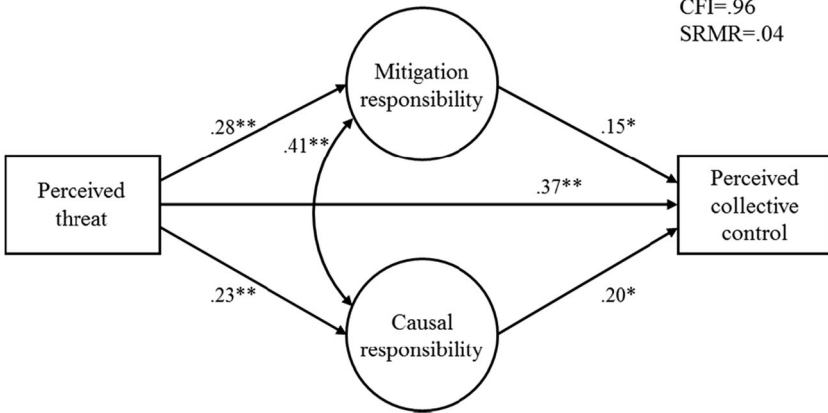 CFI=.96
SRMR=.04
Mitigation
responsibility
.28**
.41**
.15*
Perceived
threat
.37**
Perceived
collective
control
.23**
.20*
Causal
responsibility